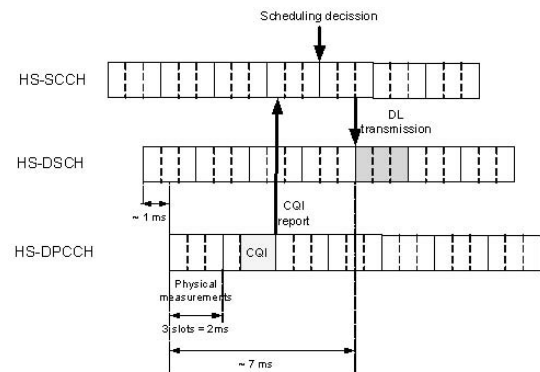 Scheduling decission
HS-SCCH
DL
transmission
HS-DSCH
~ 1 ms
CQI
report
HS-DPCCH
CQI
Physical
measurements
3 slots = 2ms
~ 7 ms